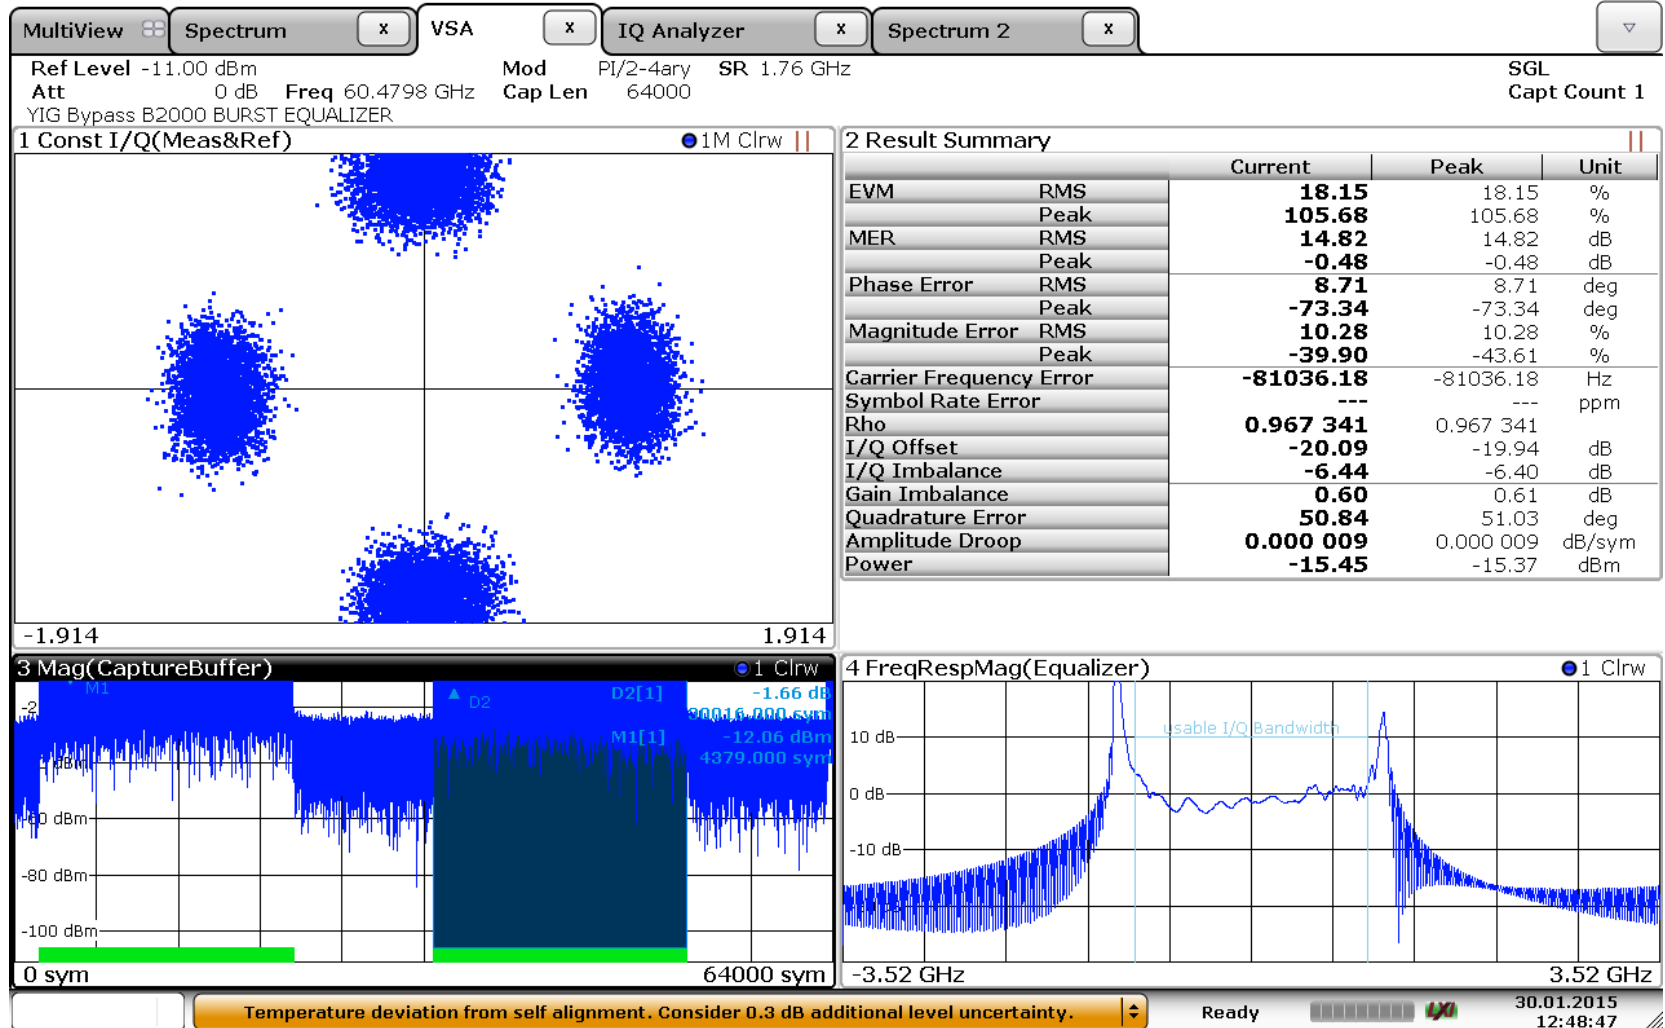 MultiView Spectrum x VSA x IQ Analyzer x Spectrum 2 x
Ref Level -11.00 dBm Mod PI/2-4ary SR 1.76 GHz SGL
Att 0 dB Freq 60.4798 GHz Cap Len 64000 Capt Count 1
YIG Bypass B2000 BURST EQUALIZER
1 Const I/Q(Meas&Ref) 1M Clrw
-1.914 1.914
2 Result Summary
Current Peak Unit
EVM RMS 18.15 18.15 %
Peak 105.68 105.68 %
MER RMS 14.82 14.82 dB
Peak -0.48 -0.48 dB
Phase Error RMS 8.71 8.71 deg
Peak -73.34 -73.34 deg
Magnitude Error RMS 10.28 10.28 %
Peak -39.90 -43.61 %
Carrier Frequency Error -81036.18 -81036.18 Hz
Symbol Rate Error --- --- ppm
Rho 0.967 341 0.967 341
I/Q Offset -20.09 -19.94 dB
I/Q Imbalance -6.44 -6.40 dB
Gain Imbalance 0.60 0.61 dB
Quadrature Error 50.84 51.03 deg
Amplitude Droop 0.000 009 0.000 009 dB/sym
Power -15.45 -15.37 dBm
3 Mag(CaptureBuffer) 1 Clrw
M1 D2 D2[1] -1.66 dB
M1[1] -12.06 dBm
4379.000 sym
-80 dBm
-100 dBm
0 sym 64000 sym
4 FreqRespMag(Equalizer) 1 Clrw
usable I/Q Bandwidth
10 dB
0 dB
-10 dB
-3.52 GHz 3.52 GHz
Temperature deviation from self alignment. Consider 0.3 dB additional level uncertainty. Ready LXI 30.01.2015
12:48:47